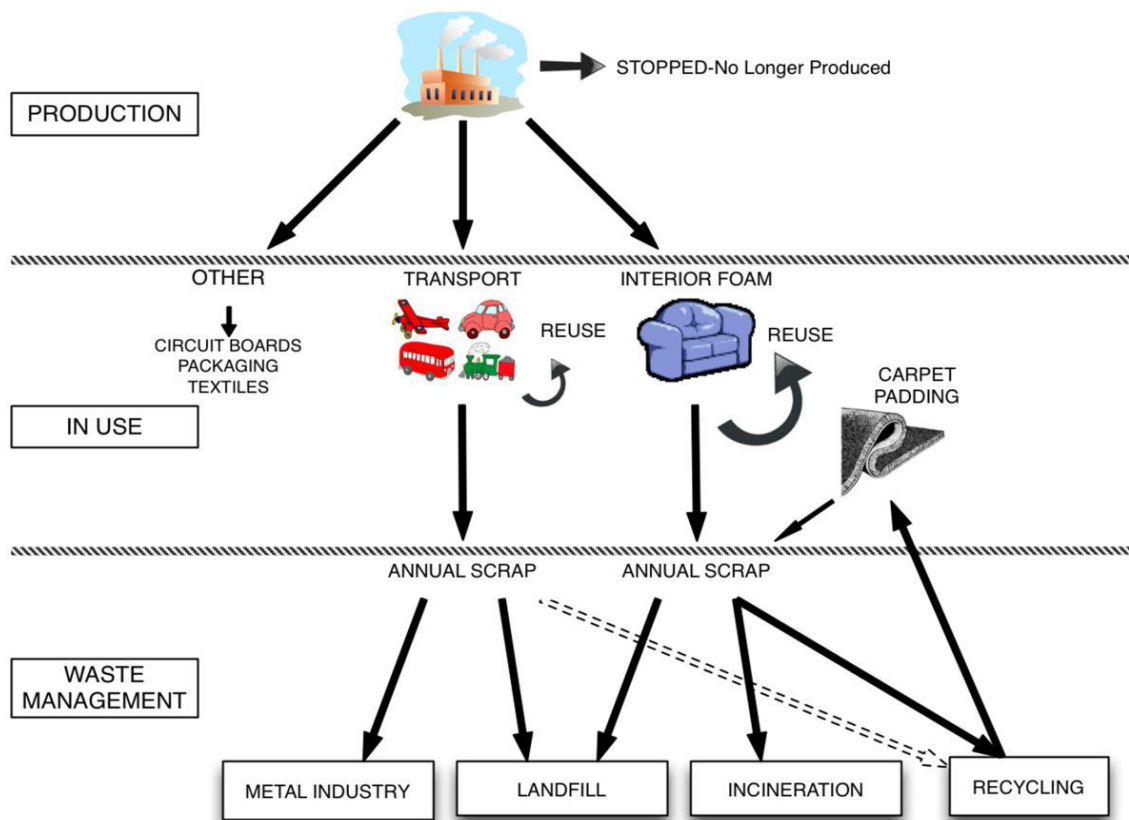 STOPPED-No Longer Produced
PRODUCTION
OTHER
TRANSPORT
INTERIOR FOAM
REUSE
REUSE
CIRCUIT BOARDS
PACKAGING
TEXTILES
CARPET
PADDING
IN USE
ANNUAL SCRAP
ANNUAL SCRAP
WASTE
MANAGEMENT
METAL INDUSTRY
LANDFILL
INCINERATION
RECYCLING